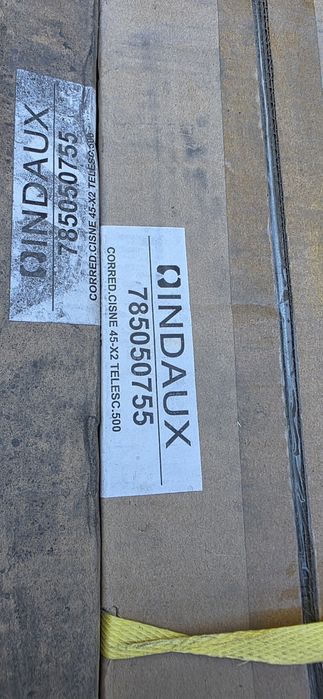 INDAUX
785050755
CORRED.CISNE 45-X2 TELESC.500
INDAUX
785050755
CORRED.CISNE 45-X2 TELESC.500